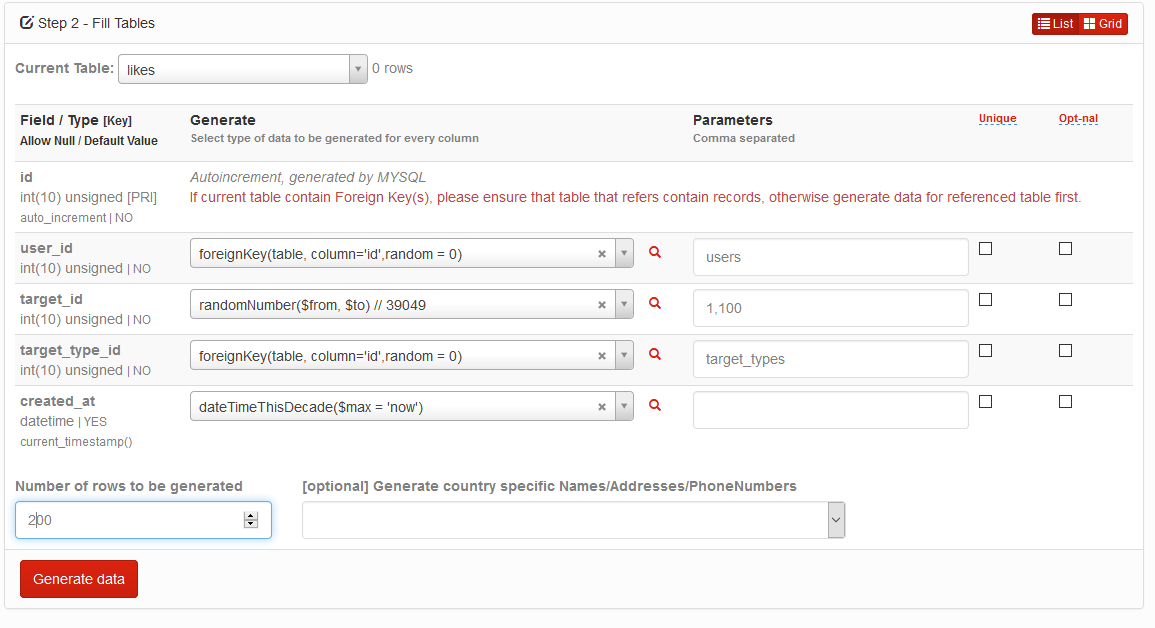 Step 2 - Fill Tables List Grid
Current Table: likes 0 rows
Field / Type [Key] Generate Parameters Unique Opt-nal
Allow Null / Default Value Select type of data to be generated for every column Comma separated
id Autoincrement, generated by MYSQL
int(10) unsigned [PRI] If current table contain Foreign Key(s), please ensure that table that refers contain records, otherwise generate data for referenced table first.
auto_increment | NO
user_id foreignKey(table, column='id',random = 0) × users
int(10) unsigned | NO
target_id randomNumber($from, $to) // 39049 × 1,100
int(10) unsigned | NO
target_type_id foreignKey(table, column='id',random = 0) × target_types
int(10) unsigned | NO
created_at dateTimeThisDecade($max = 'now') ×
datetime | YES
current_timestamp()
Number of rows to be generated [optional] Generate country specific Names/Addresses/PhoneNumbers
200
Generate data